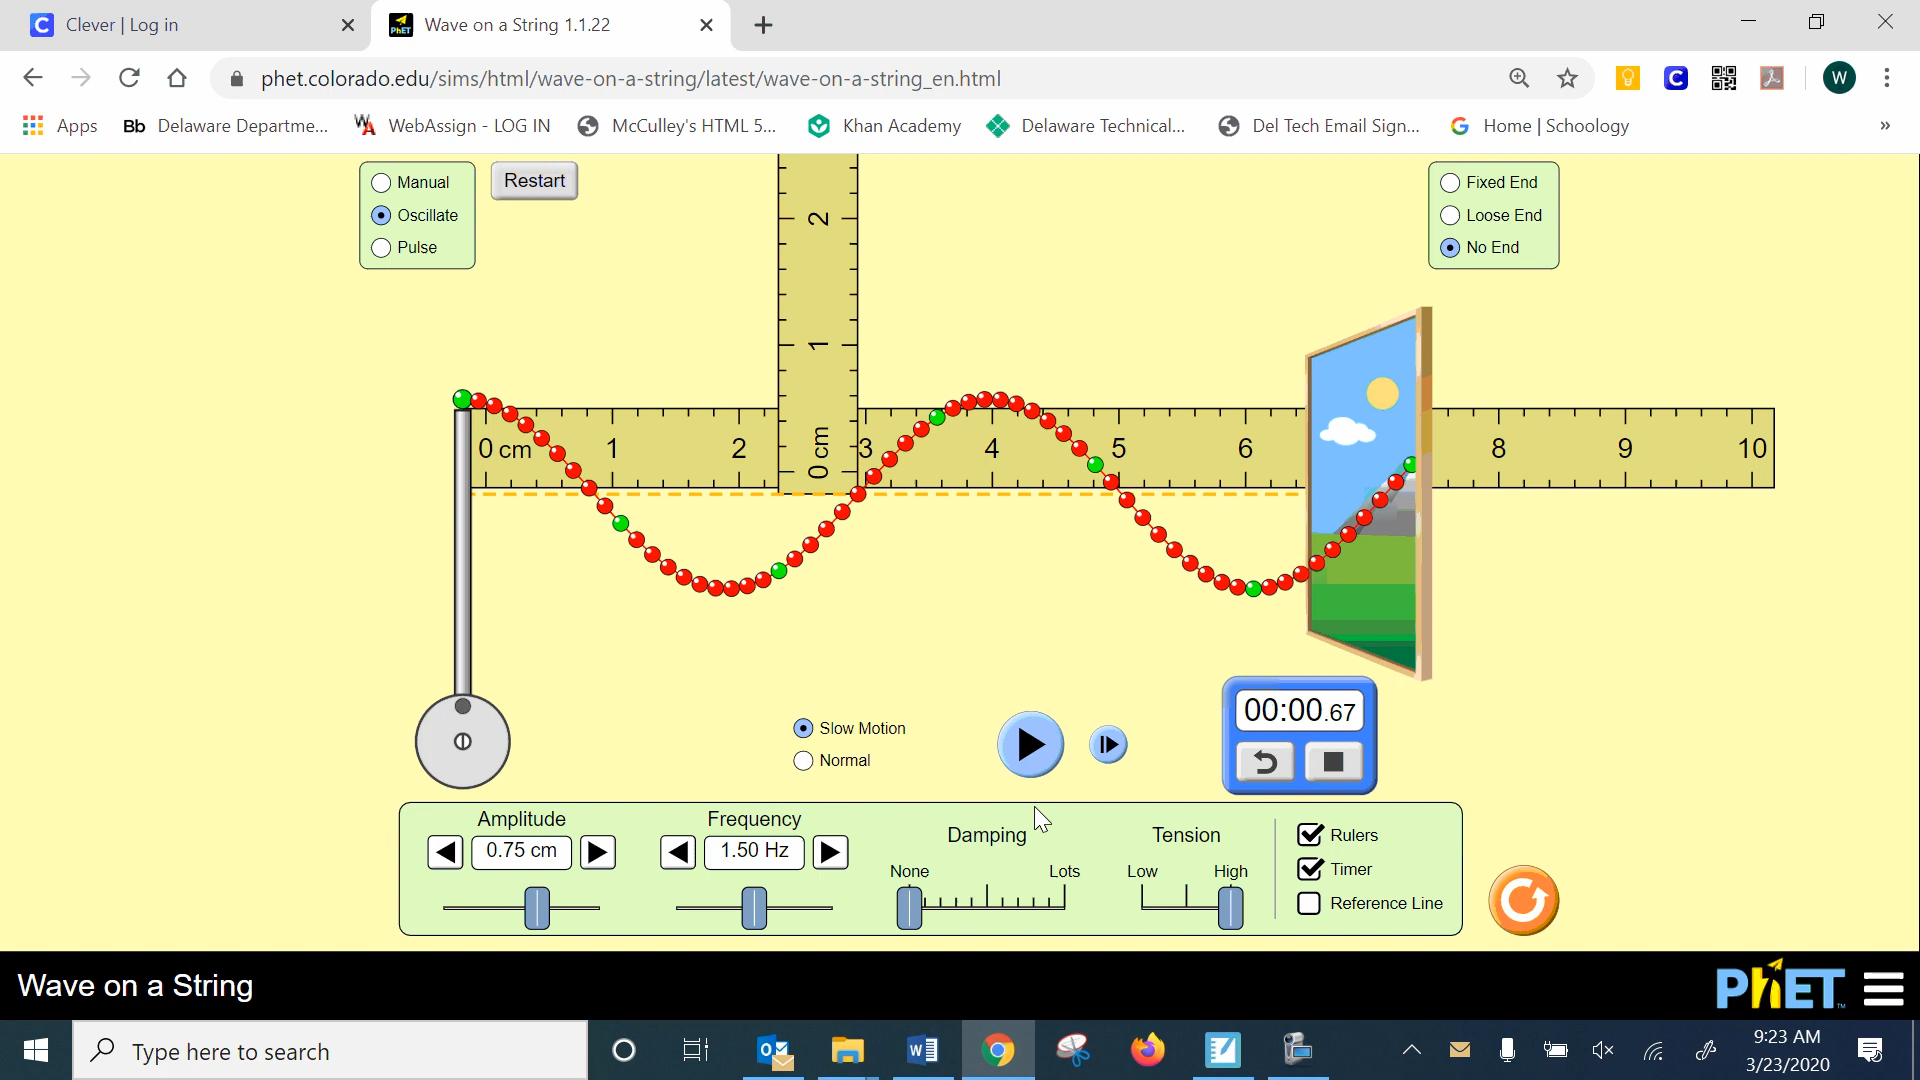 Clever | Log in
Wave on a String 1.1.22
phet.colorado.edu/sims/html/wave-on-a-string/latest/wave-on-a-string_en.html
W
Apps
Bb Delaware Departme...
WebAssign - LOG IN
McCulley's HTML 5...
Khan Academy
Delaware Technical...
Del Tech Email Sign...
Home | Schoology
»
Manual
Oscillate
Pulse
Restart
Fixed End
Loose End
No End
2
1
0 cm
0 cm 1 2 3 4 5 6 8 9 10
00:00.67
Slow Motion
Normal
Amplitude
0.75 cm
Frequency
1.50 Hz
Damping
None Lots
Tension
Low High
Rulers
Timer
Reference Line
Wave on a String
PhET
Type here to search
9:23 AM
3/23/2020